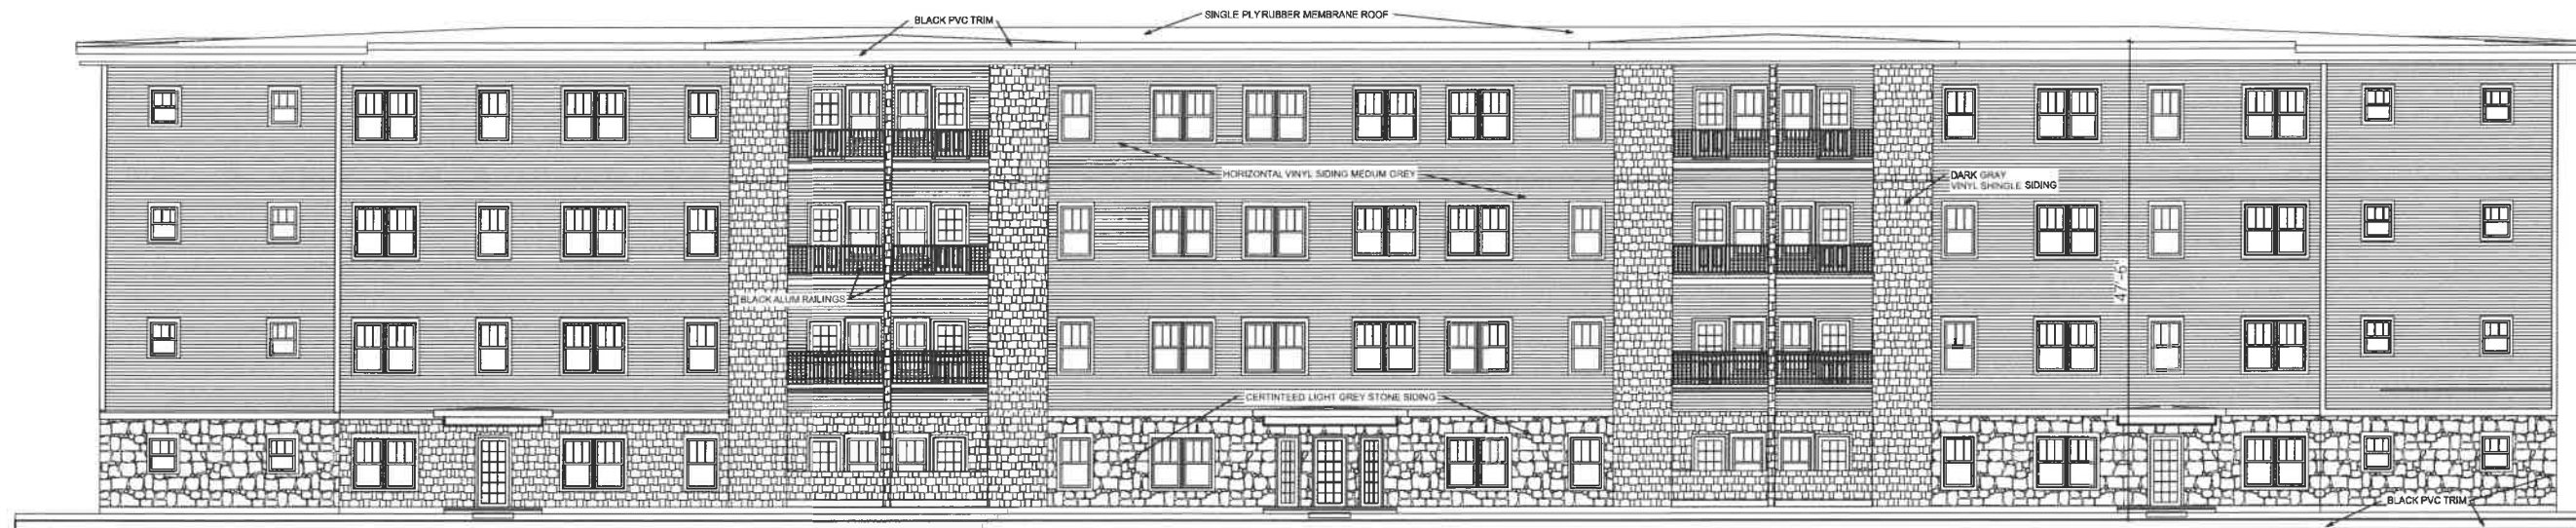 BLACK PVC TRIM
SINGLE PLY RUBBER MEMBRANE ROOF
HORIZONTAL VINYL SIDING MEDUM GREY
DARK GRAY
VINYL SHINGLE SIDING
47'-6"
BLACK ALUM RAILINGS
CERTINTEED LIGHT GREY STONE SIDING
BLACK PVC TRIM